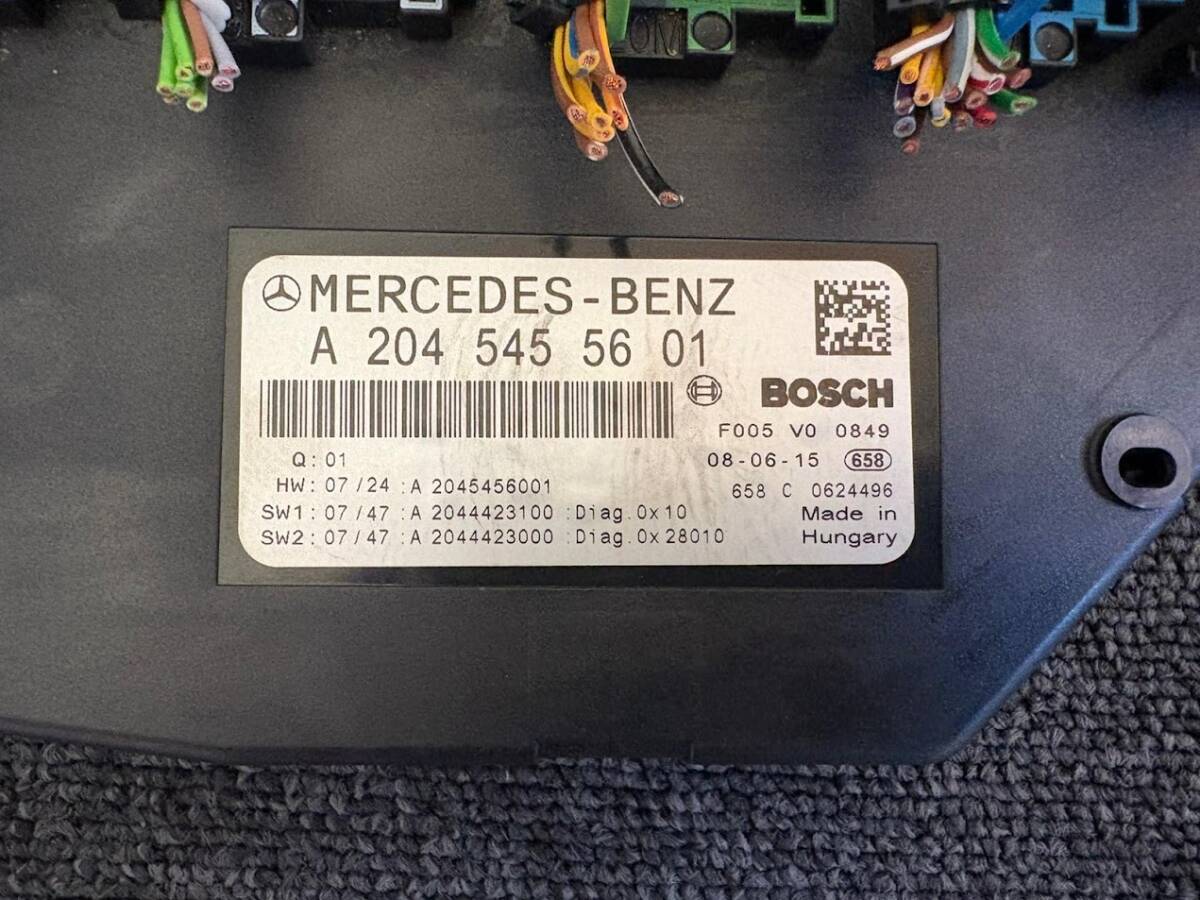 0N
MERCEDES-BENZ
A 204 545 56 01
BOSCH
F005 V0 0849
Q: 01
08-06-15 658
HW: 07/24 :A 2045456001
658 C 0624496
SW1: 07/47 :A 2044423100 :Diag.0x10
Made in
SW2: 07/47 :A 2044423000 :Diag.0x28010
Hungary